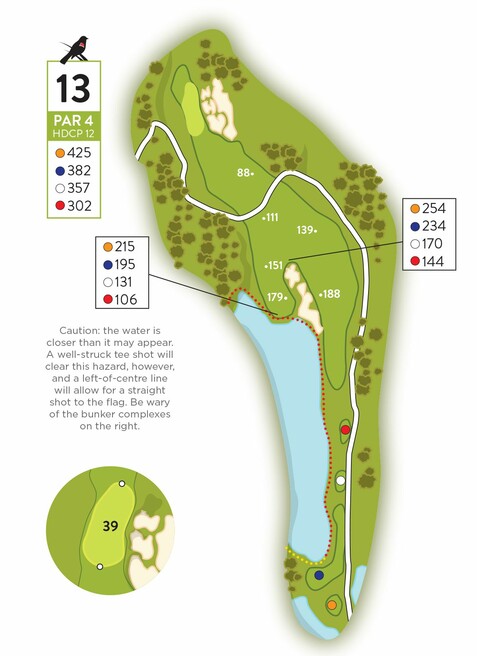 13
PAR 4
HDCP 12
425
382
357
302
88
111
139
254
234
170
144
215
195
131
106
151
179
188
Caution: the water is
closer than it may appear.
A well-struck tee shot will
clear this hazard, however,
and a left-of-centre line
will allow for a straight
shot to the flag. Be wary
of the bunker complexes
on the right.
39